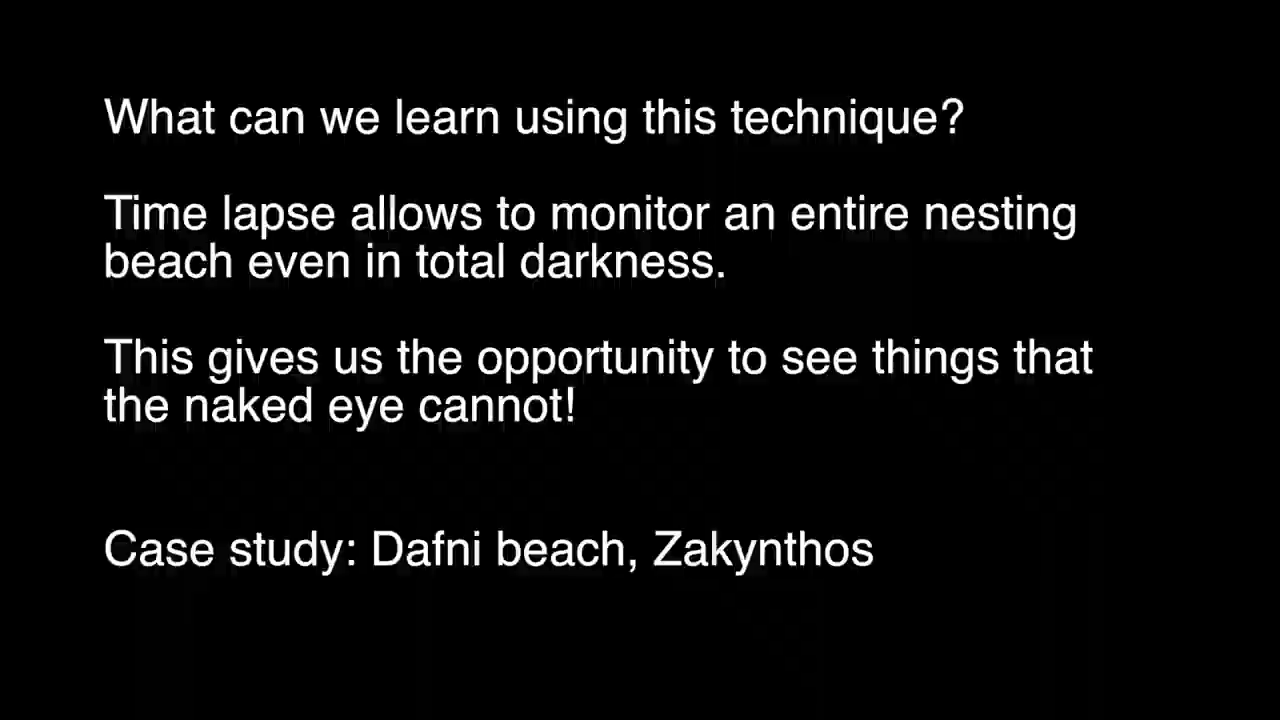 What can we learn using this technique?
Time lapse allows to monitor an entire nesting
beach even in total darkness.
This gives us the opportunity to see things that
the naked eye cannot!
Case study: Dafni beach, Zakynthos